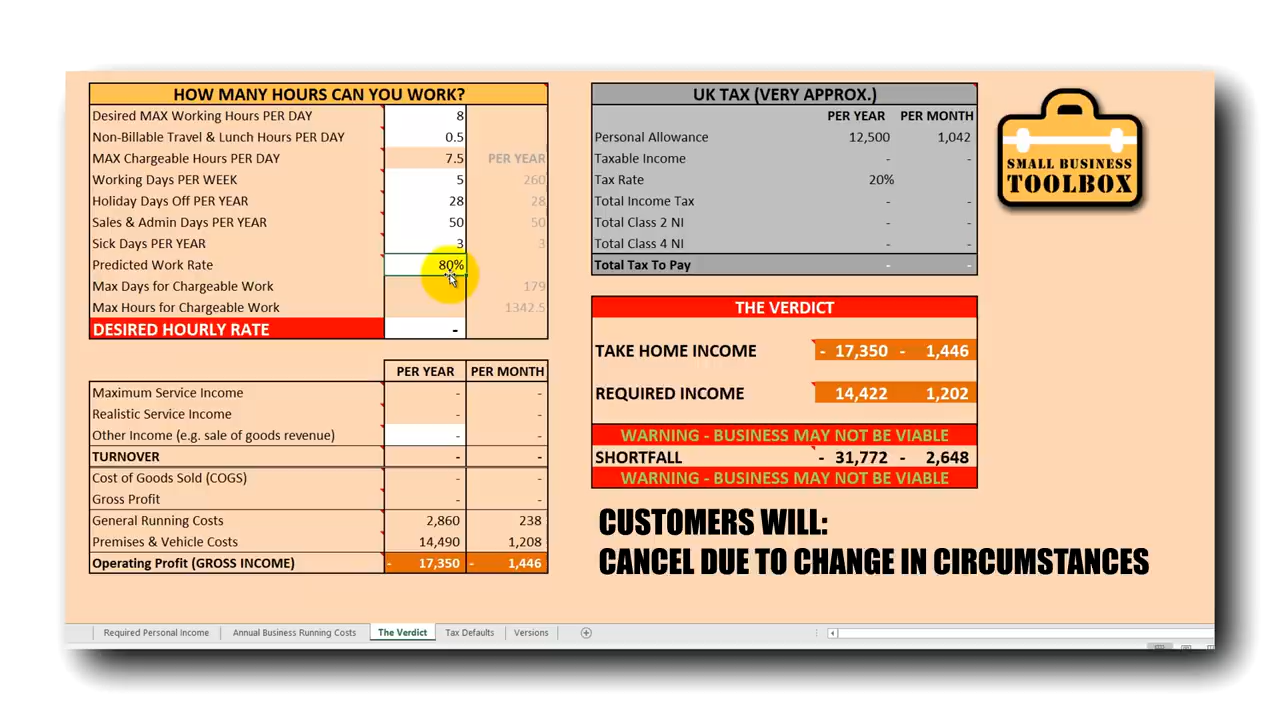 HOW MANY HOURS CAN YOU WORK?
Desired MAX Working Hours PER DAY 8
Non-Billable Travel & Lunch Hours PER DAY 0.5
MAX Chargeable Hours PER DAY 7.5 PER YEAR
Working Days PER WEEK 5 260
Holiday Days Off PER YEAR 28 28
Sales & Admin Days PER YEAR 50 50
Sick Days PER YEAR 3 3
Predicted Work Rate 80%
Max Days for Chargeable Work 179
Max Hours for Chargeable Work 1342.5
DESIRED HOURLY RATE -
PER YEAR PER MONTH
Maximum Service Income - -
Realistic Service Income - -
Other Income (e.g. sale of goods revenue) - -
TURNOVER - -
Cost of Goods Sold (COGS) - -
Gross Profit - -
General Running Costs 2,860 238
Premises & Vehicle Costs 14,490 1,208
Operating Profit (GROSS INCOME) - 17,350 - 1,446
UK TAX (VERY APPROX.)
PER YEAR PER MONTH
Personal Allowance 12,500 1,042
Taxable Income - -
Tax Rate 20%
Total Income Tax - -
Total Class 2 NI - -
Total Class 4 NI - -
Total Tax To Pay - -
THE VERDICT
TAKE HOME INCOME - 17,350 - 1,446
REQUIRED INCOME 14,422 1,202
WARNING - BUSINESS MAY NOT BE VIABLE
SHORTFALL - 31,772 - 2,648
WARNING - BUSINESS MAY NOT BE VIABLE
SMALL BUSINESS
TOOLBOX
CUSTOMERS WILL:
CANCEL DUE TO CHANGE IN CIRCUMSTANCES
Required Personal Income Annual Business Running Costs The Verdict Tax Defaults Versions